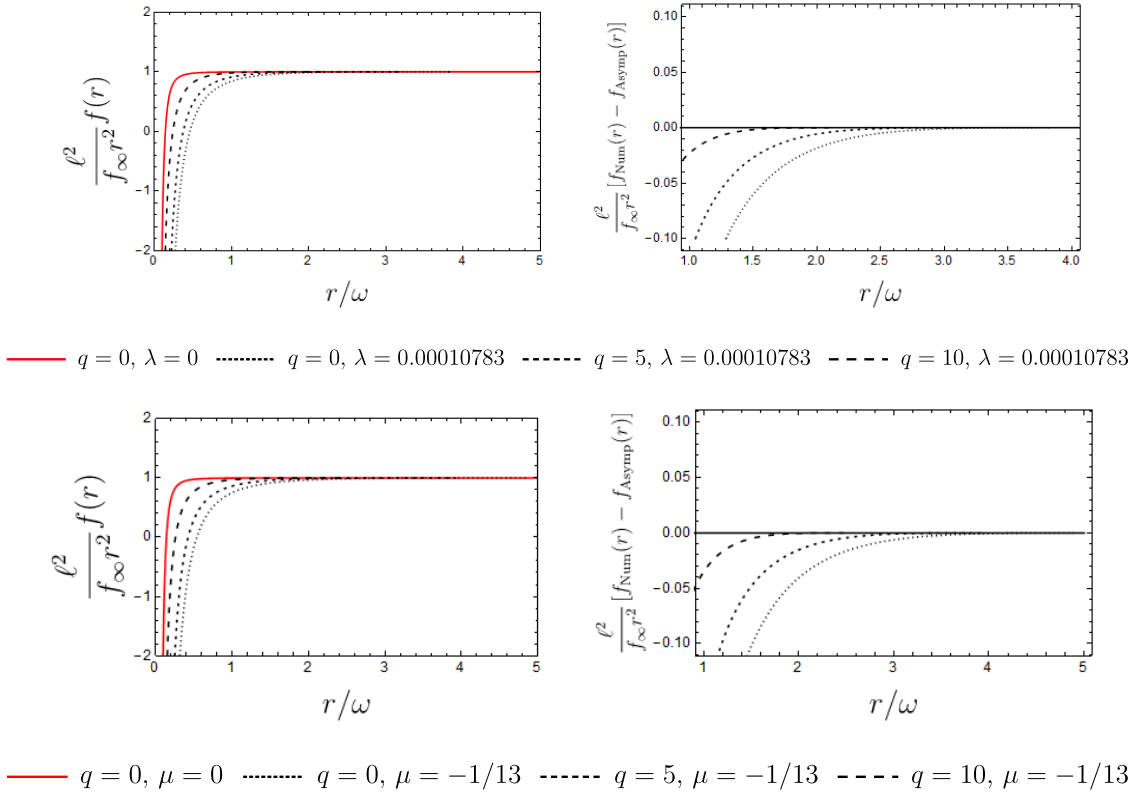 2
1
0
-1
-2
0 1 2 3 4 5
ℓ²/(f∞r²) f(r)
r/ω
0.10
0.05
0.00
-0.05
-0.10
1.0 1.5 2.0 2.5 3.0 3.5 4.0
ℓ²/(f∞r²) [fNum(r) − fAsymp(r)]
r/ω
q = 0, λ = 0 q = 0, λ = 0.00010783 q = 5, λ = 0.00010783 q = 10, λ = 0.00010783
2
1
0
-1
-2
0 1 2 3 4 5
ℓ²/(f∞r²) f(r)
r/ω
0.10
0.05
0.00
-0.05
-0.10
1 2 3 4 5
ℓ²/(f∞r²) [fNum(r) − fAsymp(r)]
r/ω
q = 0, μ = 0 q = 0, μ = −1/13 q = 5, μ = −1/13 q = 10, μ = −1/13